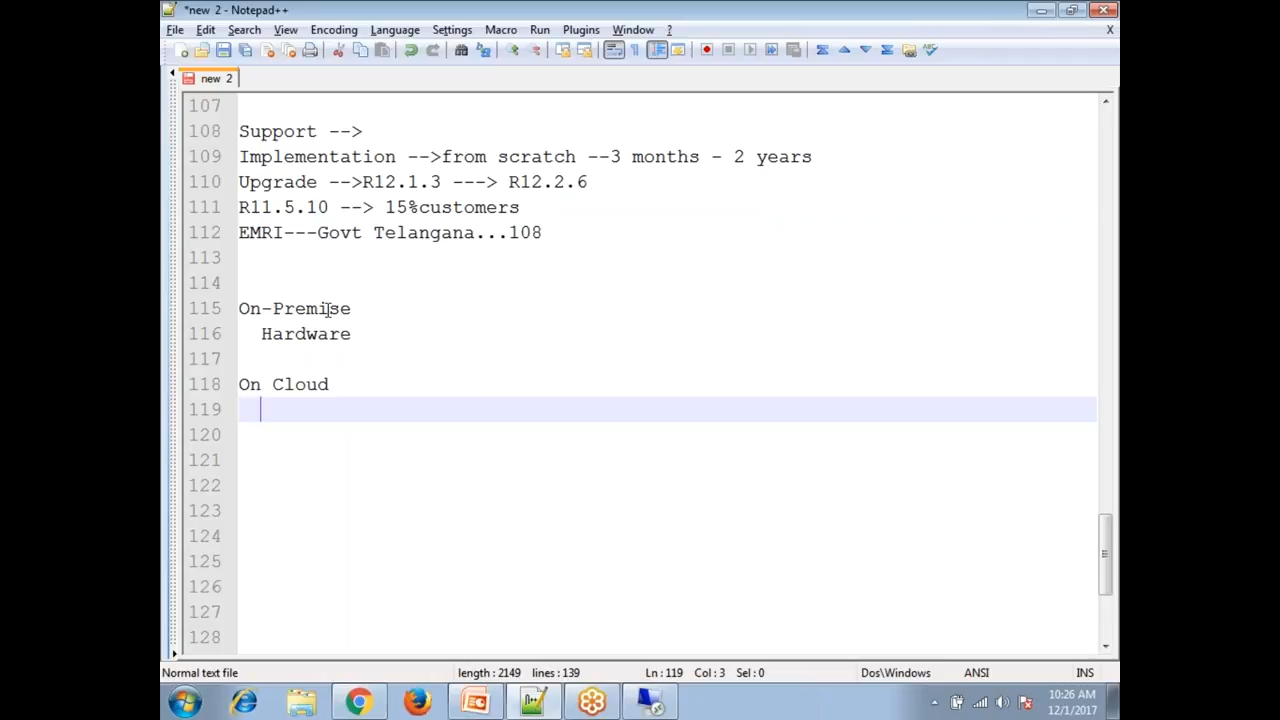 *new 2 - Notepad++
File Edit Search View Encoding Language Settings Macro Run Plugins Window ? X
new 2
107
108 Support -->
109 Implementation -->from scratch --3 months - 2 years
110 Upgrade -->R12.1.3 ---> R12.2.6
111 R11.5.10 --> 15%customers
112 EMRI---Govt Telangana...108
113
114
115 On-Premise
116 Hardware
117
118 On Cloud
119
120
121
122
123
124
125
126
127
128
Normal text file length : 2149 lines : 139 Ln : 119 Col : 3 Sel : 0 Dos\Windows ANSI INS
10:26 AM
12/1/2017